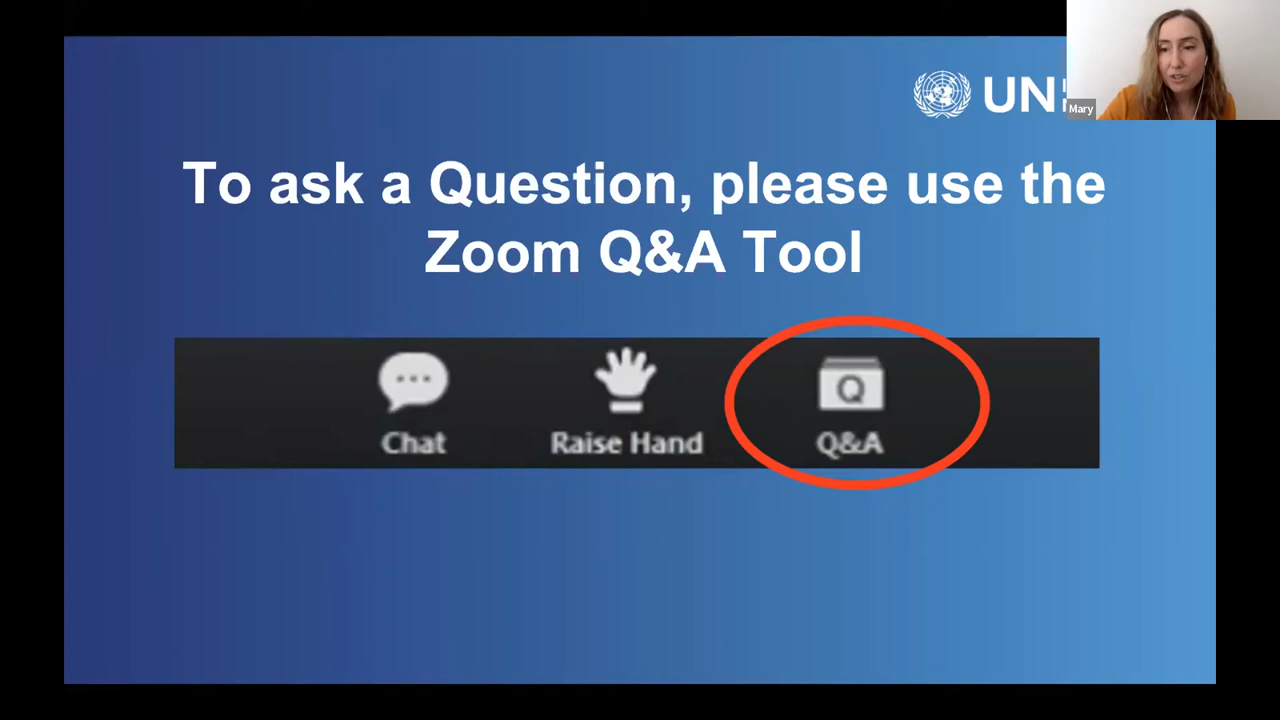 UN
Mary
To ask a Question, please use the
Zoom Q&A Tool
Q
Chat
Raise Hand
Q&A